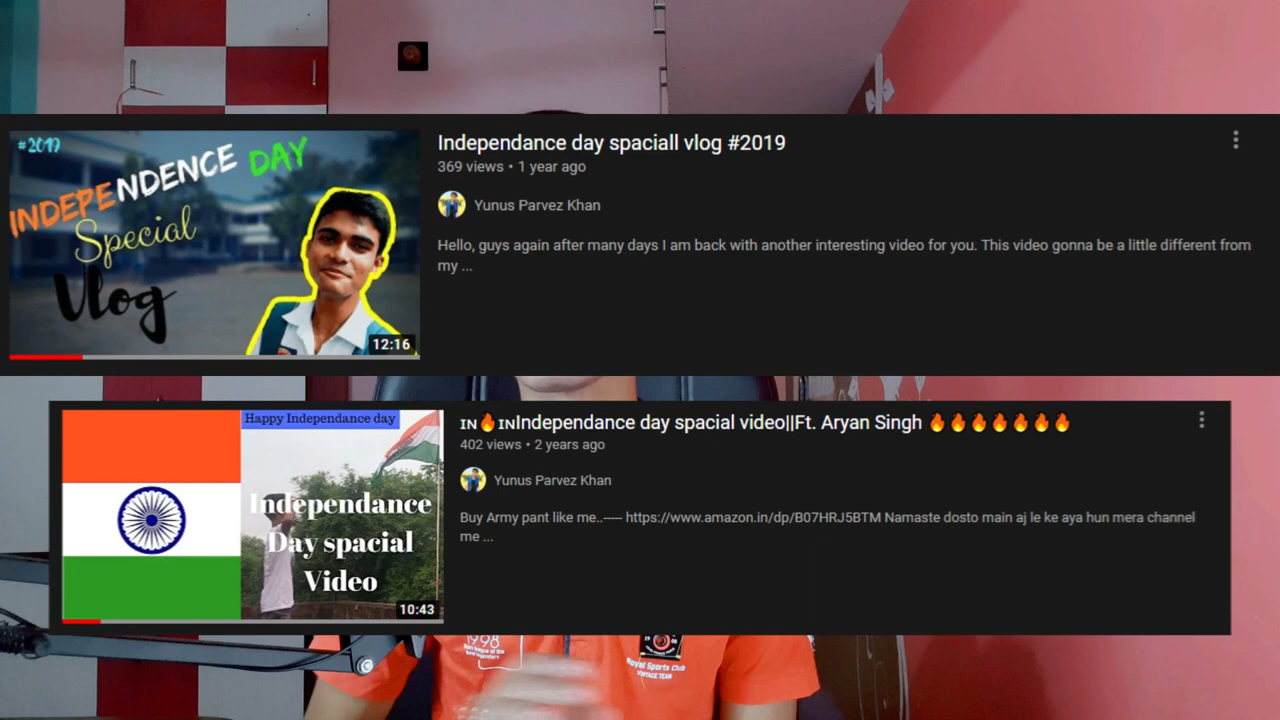 #2019
INDEPENDENCE DAY
Special
Vlog
12:16
Independance day spaciall vlog #2019
369 views • 1 year ago
Yunus Parvez Khan
Hello, guys again after many days I am back with another interesting video for you. This video gonna be a little different from
my ...
Happy Independance day
Independance
Day spacial
Video
10:43
IN🔥INIndependance day spacial video||Ft. Aryan Singh 🔥🔥🔥🔥🔥🔥🔥
402 views • 2 years ago
Yunus Parvez Khan
Buy Army pant like me..—– https://www.amazon.in/dp/B07HRJ5BTM Namaste dosto main aj le ke aya hun mera channel
me ...
1998
Royal Sports Club
VINTAGE TEAM